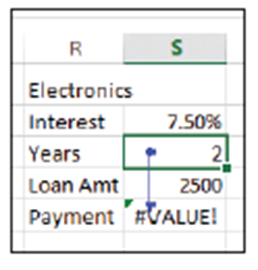 R S
Electronics
Interest 7.50%
Years 2
Loan Amt 2500
Payment #VALUE!